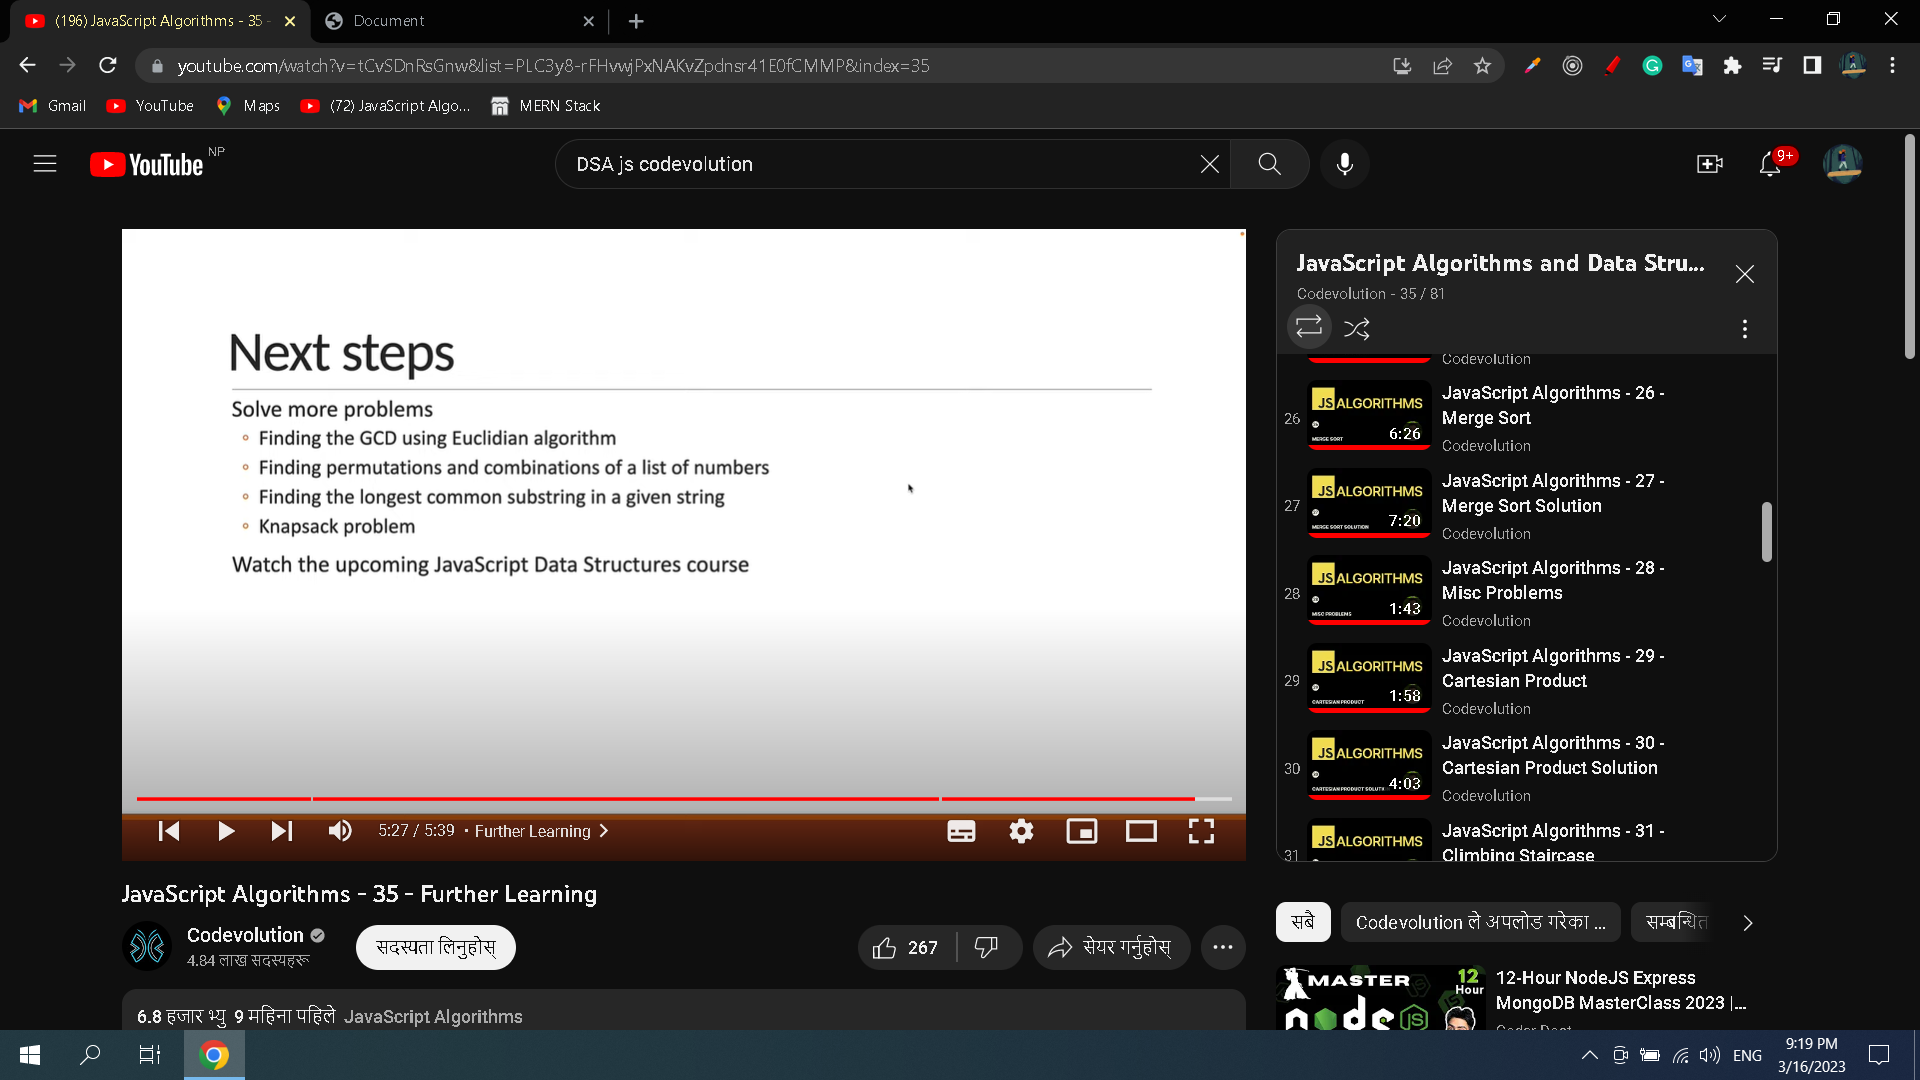 (196) JavaScript Algorithms - 35 -
Document
youtube.com/watch?v=tCvSDnRsGnw&list=PLC3y8-rFHvwjPxNAKvZpdnsr41E0fCMMP&index=35
Gmail
YouTube
Maps
(72) JavaScript Algo...
MERN Stack
YouTube NP
DSA js codevolution
9+
Next steps
Solve more problems
Finding the GCD using Euclidian algorithm
Finding permutations and combinations of a list of numbers
Finding the longest common substring in a given string
Knapsack problem
Watch the upcoming JavaScript Data Structures course
5:27 / 5:39 • Further Learning
JavaScript Algorithms - 35 - Further Learning
Codevolution
4.84 लाख सदस्यहरू
सदस्यता लिनुहोस्
267
सेयर गर्नुहोस्
6.8 हजार भ्यु 9 महिना पहिले JavaScript Algorithms
JavaScript Algorithms and Data Stru...
Codevolution - 35 / 81
Codevolution
26
JS ALGORITHMS
MERGE SORT
6:26
JavaScript Algorithms - 26 -
Merge Sort
Codevolution
27
JS ALGORITHMS
MERGE SORT SOLUTION
7:20
JavaScript Algorithms - 27 -
Merge Sort Solution
Codevolution
28
JS ALGORITHMS
MISC PROBLEMS
1:43
JavaScript Algorithms - 28 -
Misc Problems
Codevolution
29
JS ALGORITHMS
CARTESIAN PRODUCT
1:58
JavaScript Algorithms - 29 -
Cartesian Product
Codevolution
30
JS ALGORITHMS
CARTESIAN PRODUCT
4:03
JavaScript Algorithms - 30 -
Cartesian Product Solution
Codevolution
31
JS ALGORITHMS
JavaScript Algorithms - 31 -
Climbing Staircase
सबै
Codevolution ले अपलोड गरेका ...
सम्बन्धित
MASTER
node JS
12
Hour
12-Hour NodeJS Express
MongoDB MasterClass 2023 |...
ENG
9:19 PM
3/16/2023